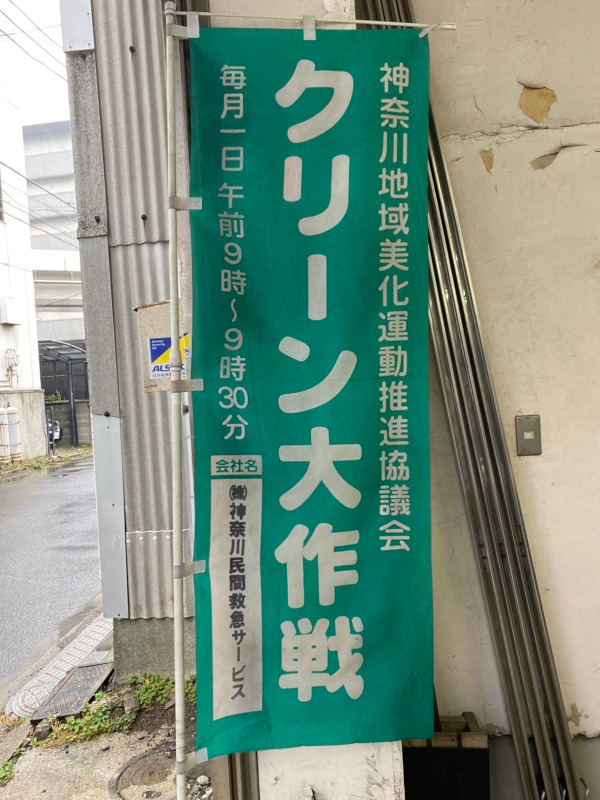 神奈川地域美化運動推進協議会
クリーン大作戦
毎月一日 午前9時〜9時30分
会社名
㈱神奈川民間救急サービス